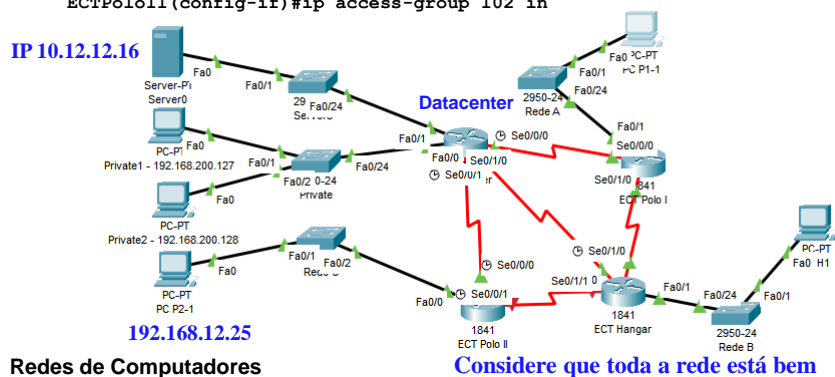 ECTPoloII(config-if)#ip access-group 102 in
IP 10.12.12.16
Server-PT
Server0
Fa0
Fa0/1
Fa0/24
Datacenter
Fa0
PC-PT
PC P1-1
Fa0/1
Fa0/24
2950-24
Rede A
Fa0/1
Se0/0/0
Fa0/1
Se0/0/0
Fa0/0
Se0/1/0
Se0/0/1
Se0/1/0
1841
ECT Polo I
PC-PT
Fa0
Private1 - 192.168.200.127
Fa0/1
Fa0/24
Fa0/2
Private
Fa0
PC-PT
Private2 - 192.168.200.128
Fa0
PC-PT
PC P2-1
Fa0/1
Fa0/2
192.168.12.25
Fa0/0
Se0/0/0
Se0/0/1
1841
ECT Polo II
Se0/1/0
Se0/1/1
1841
ECT Hangar
Fa0/1
Fa0/24
2950-24
Rede B
Fa0/1
PC-PT
Fa0
H1
Redes de Computadores
Considere que toda a rede está bem